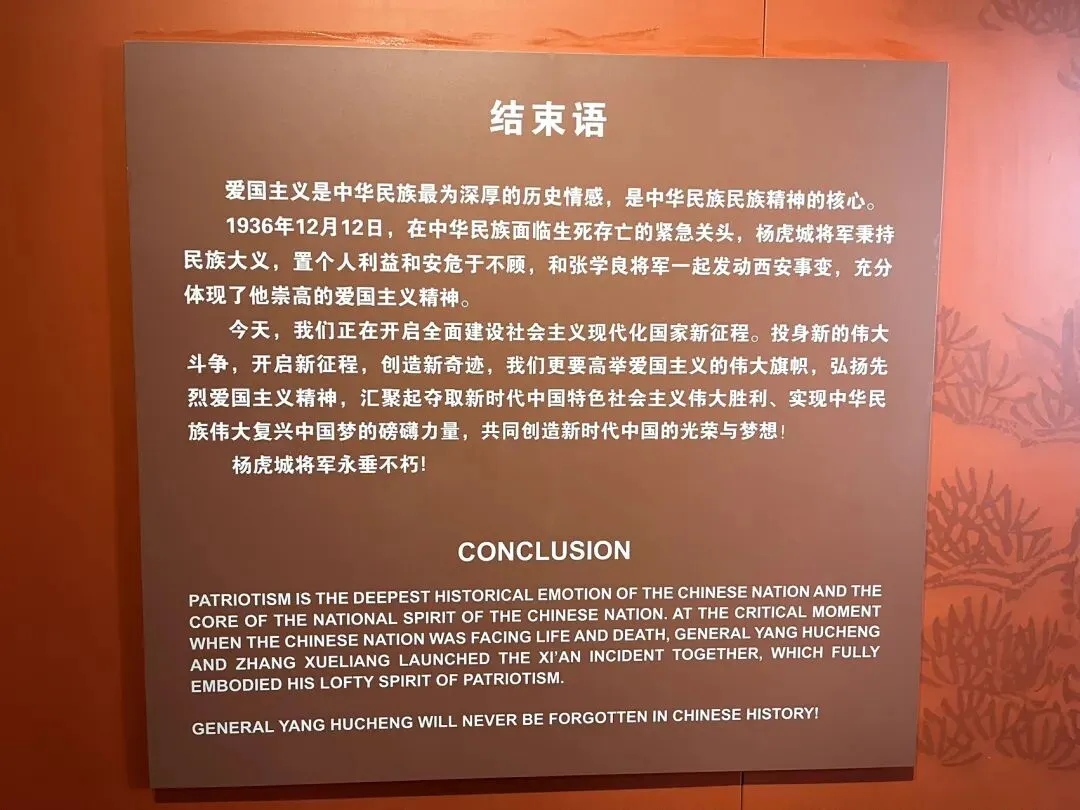 结束语
爱国主义是中华民族最为深厚的历史情感，是中华民族民族精神的核心。
1936年12月12日，在中华民族面临生死存亡的紧急关头，杨虎城将军秉持
民族大义，置个人利益和安危于不顾，和张学良将军一起发动西安事变，充分
体现了他崇高的爱国主义精神。
今天，我们正在开启全面建设社会主义现代化国家新征程。投身新的伟大
斗争，开启新征程，创造新奇迹，我们更要高举爱国主义的伟大旗帜，弘扬先
烈爱国主义精神，汇聚起夺取新时代中国特色社会主义伟大胜利、实现中华民
族伟大复兴中国梦的磅礴力量，共同创造新时代中国的光荣与梦想！
杨虎城将军永垂不朽！
CONCLUSION
PATRIOTISM IS THE DEEPEST HISTORICAL EMOTION OF THE CHINESE NATION AND THE
CORE OF THE NATIONAL SPIRIT OF THE CHINESE NATION. AT THE CRITICAL MOMENT
WHEN THE CHINESE NATION WAS FACING LIFE AND DEATH, GENERAL YANG HUCHENG
AND ZHANG XUELIANG LAUNCHED THE XI'AN INCIDENT TOGETHER, WHICH FULLY
EMBODIED HIS LOFTY SPIRIT OF PATRIOTISM.
GENERAL YANG HUCHENG WILL NEVER BE FORGOTTEN IN CHINESE HISTORY!